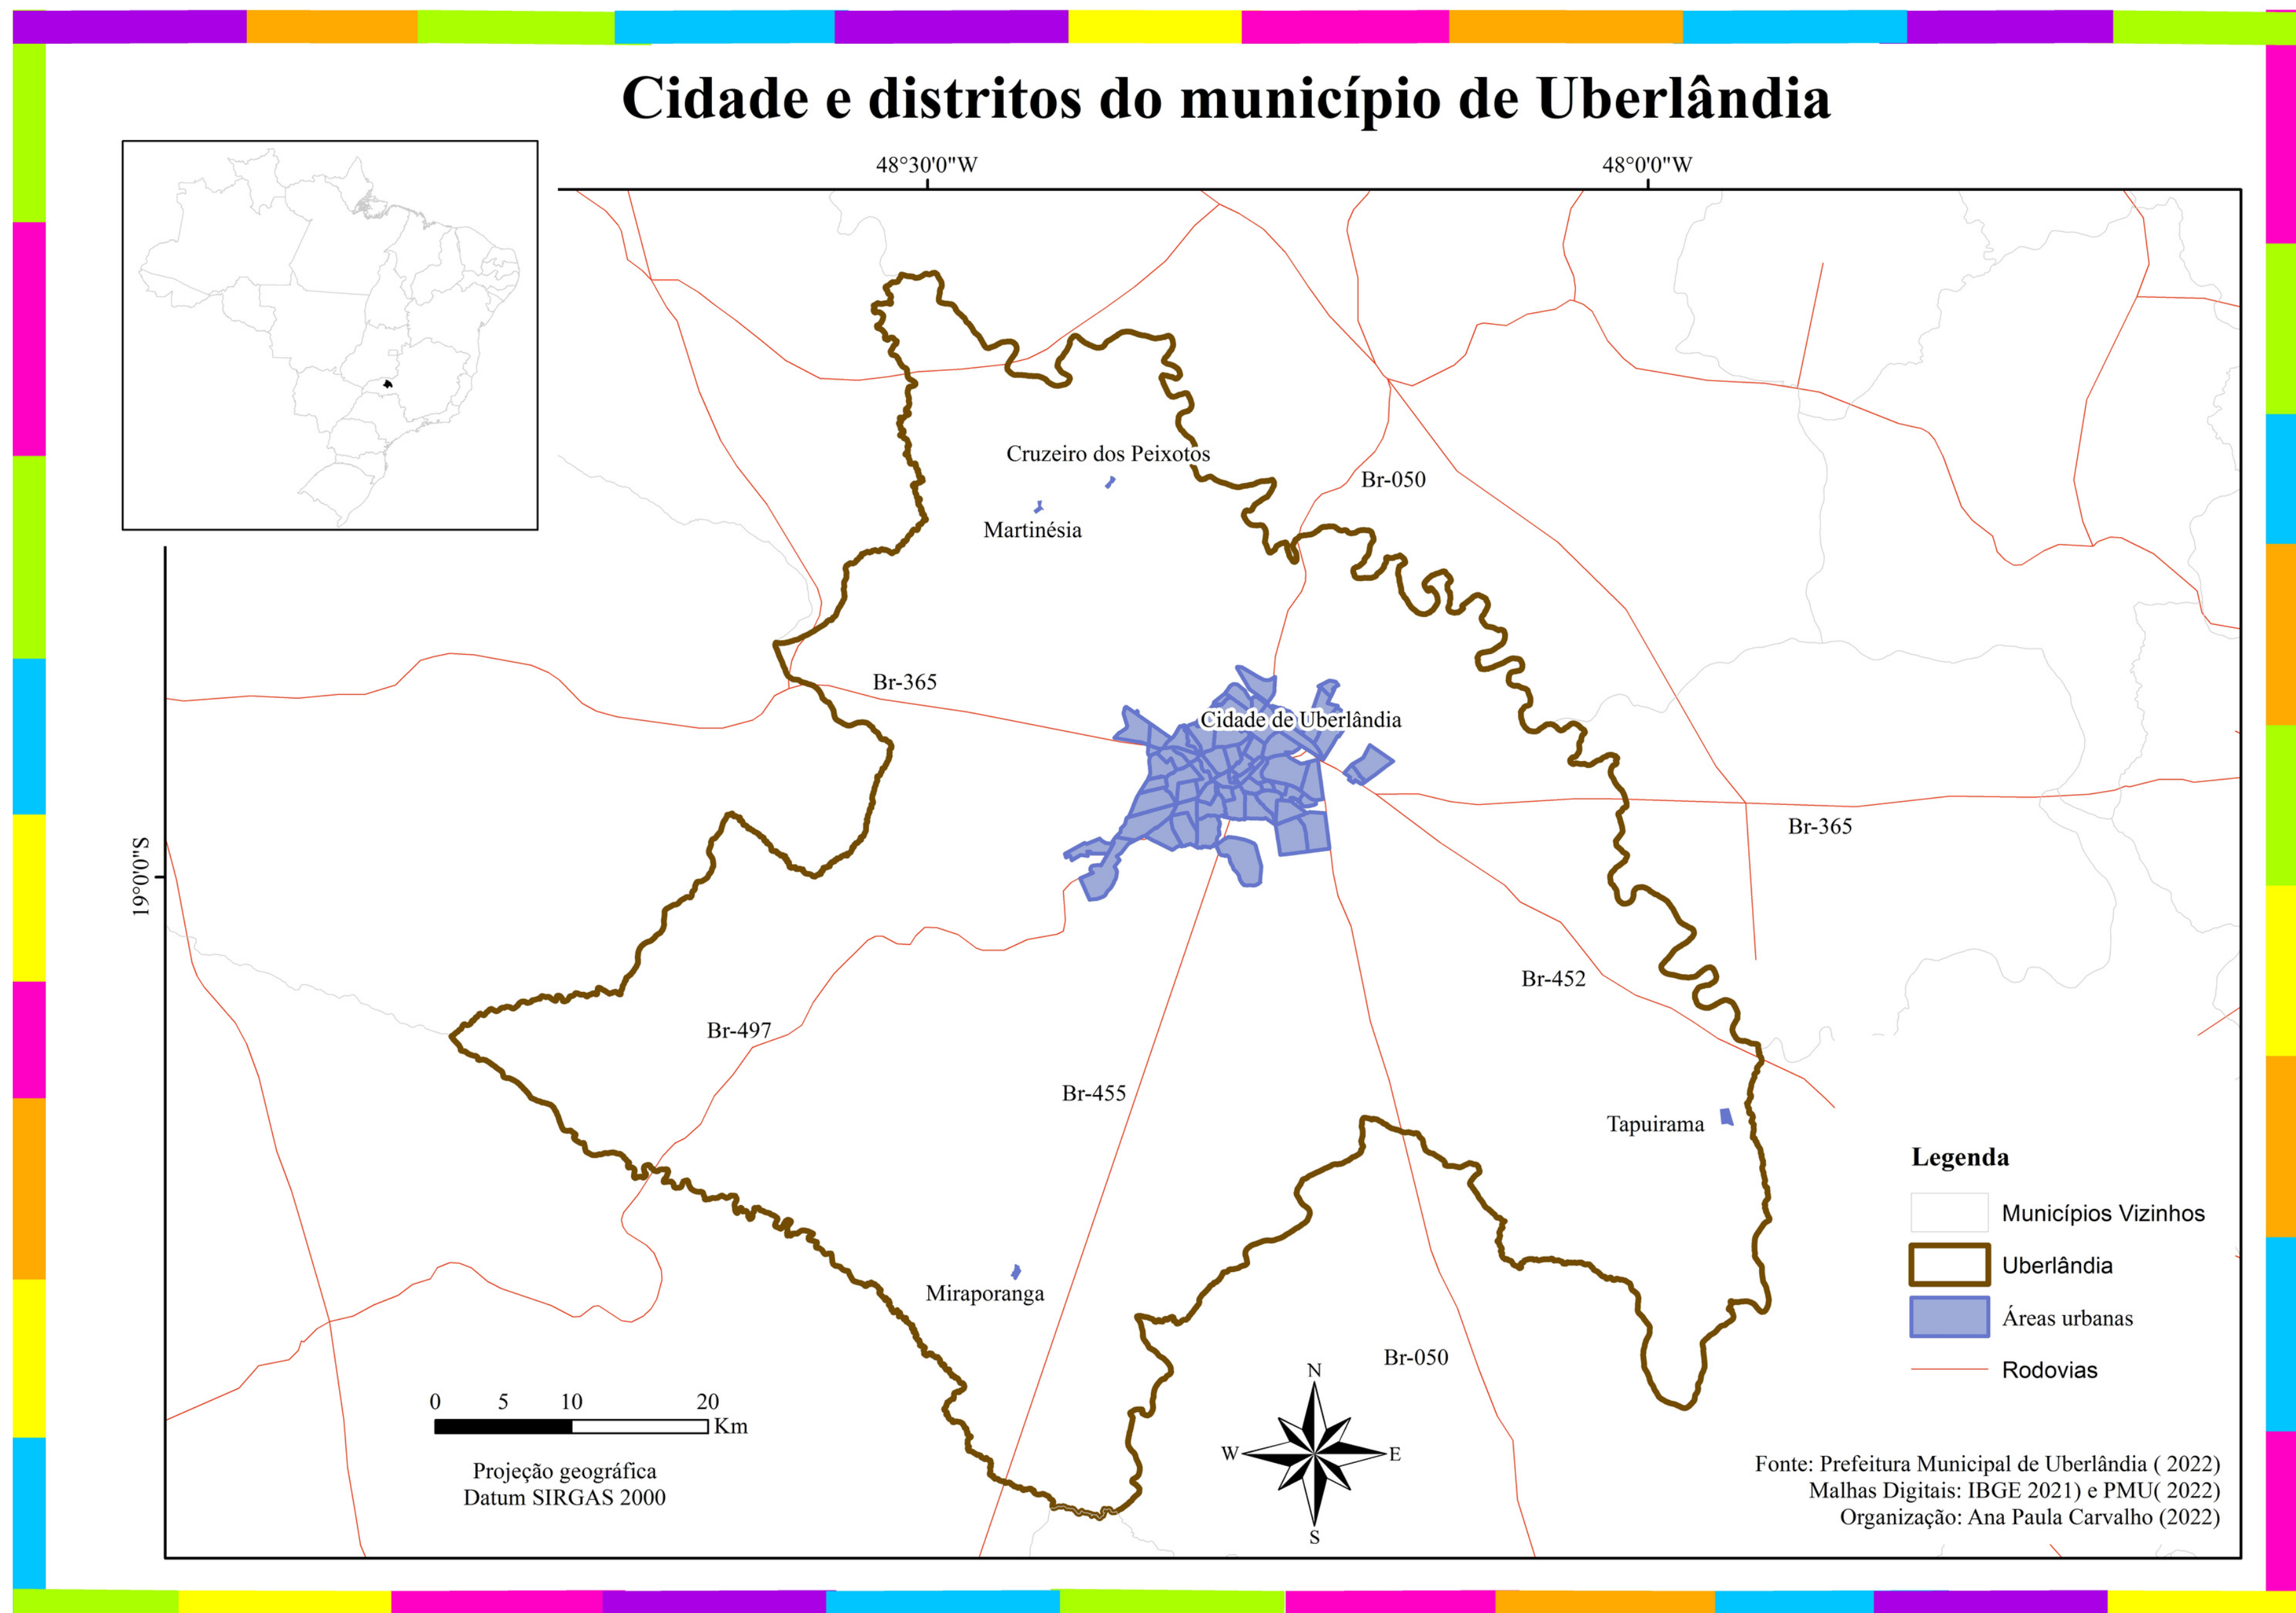 Cidade e distritos do município de Uberlândia
48°30'0"W
48°0'0"W
Cruzeiro dos Peixotos
Br-050
Martinésia
Br-365
Cidade de Uberlândia
Br-365
19°0'0"S
Br-452
Br-497
Br-455
Tapuirama
Legenda
Municípios Vizinhos
Uberlândia
Áreas urbanas
Rodovias
Miraporanga
Br-050
N
W
E
S
0 5 10 20
Km
Projeção geográfica
Datum SIRGAS 2000
Fonte: Prefeitura Municipal de Uberlândia ( 2022)
Malhas Digitais: IBGE 2021) e PMU( 2022)
Organização: Ana Paula Carvalho (2022)